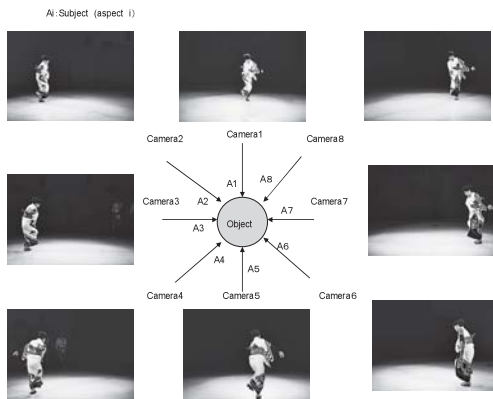 Ai:Subject (aspect i)
Camera2
Camera1
Camera8
A1
A8
A2
Camera3
Camera7
A7
Object
A3
A6
A4
A5
Camera4
Camera5
Camera6